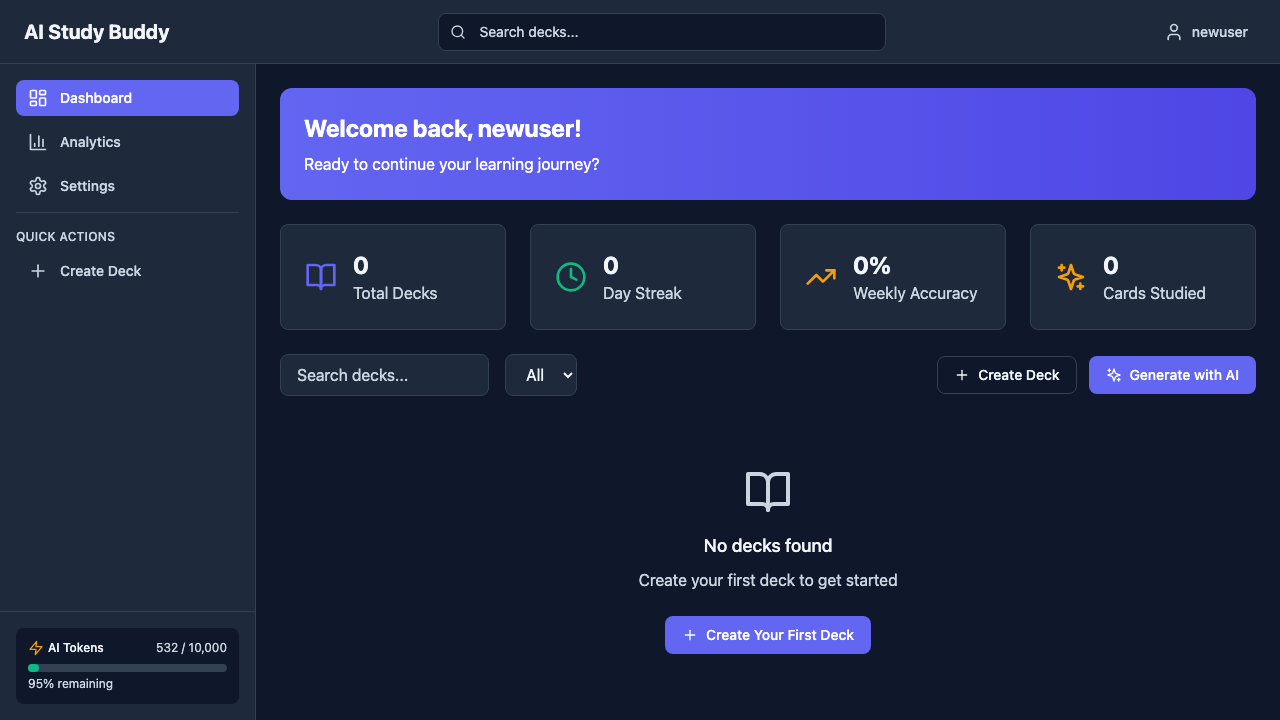 AI Study Buddy
Search decks...
newuser
Dashboard
Analytics
Settings
QUICK ACTIONS
Create Deck
AI Tokens
532 / 10,000
95% remaining
Welcome back, newuser!
Ready to continue your learning journey?
0
Total Decks
0
Day Streak
0%
Weekly Accuracy
0
Cards Studied
Search decks...
All
Create Deck
Generate with AI
No decks found
Create your first deck to get started
Create Your First Deck